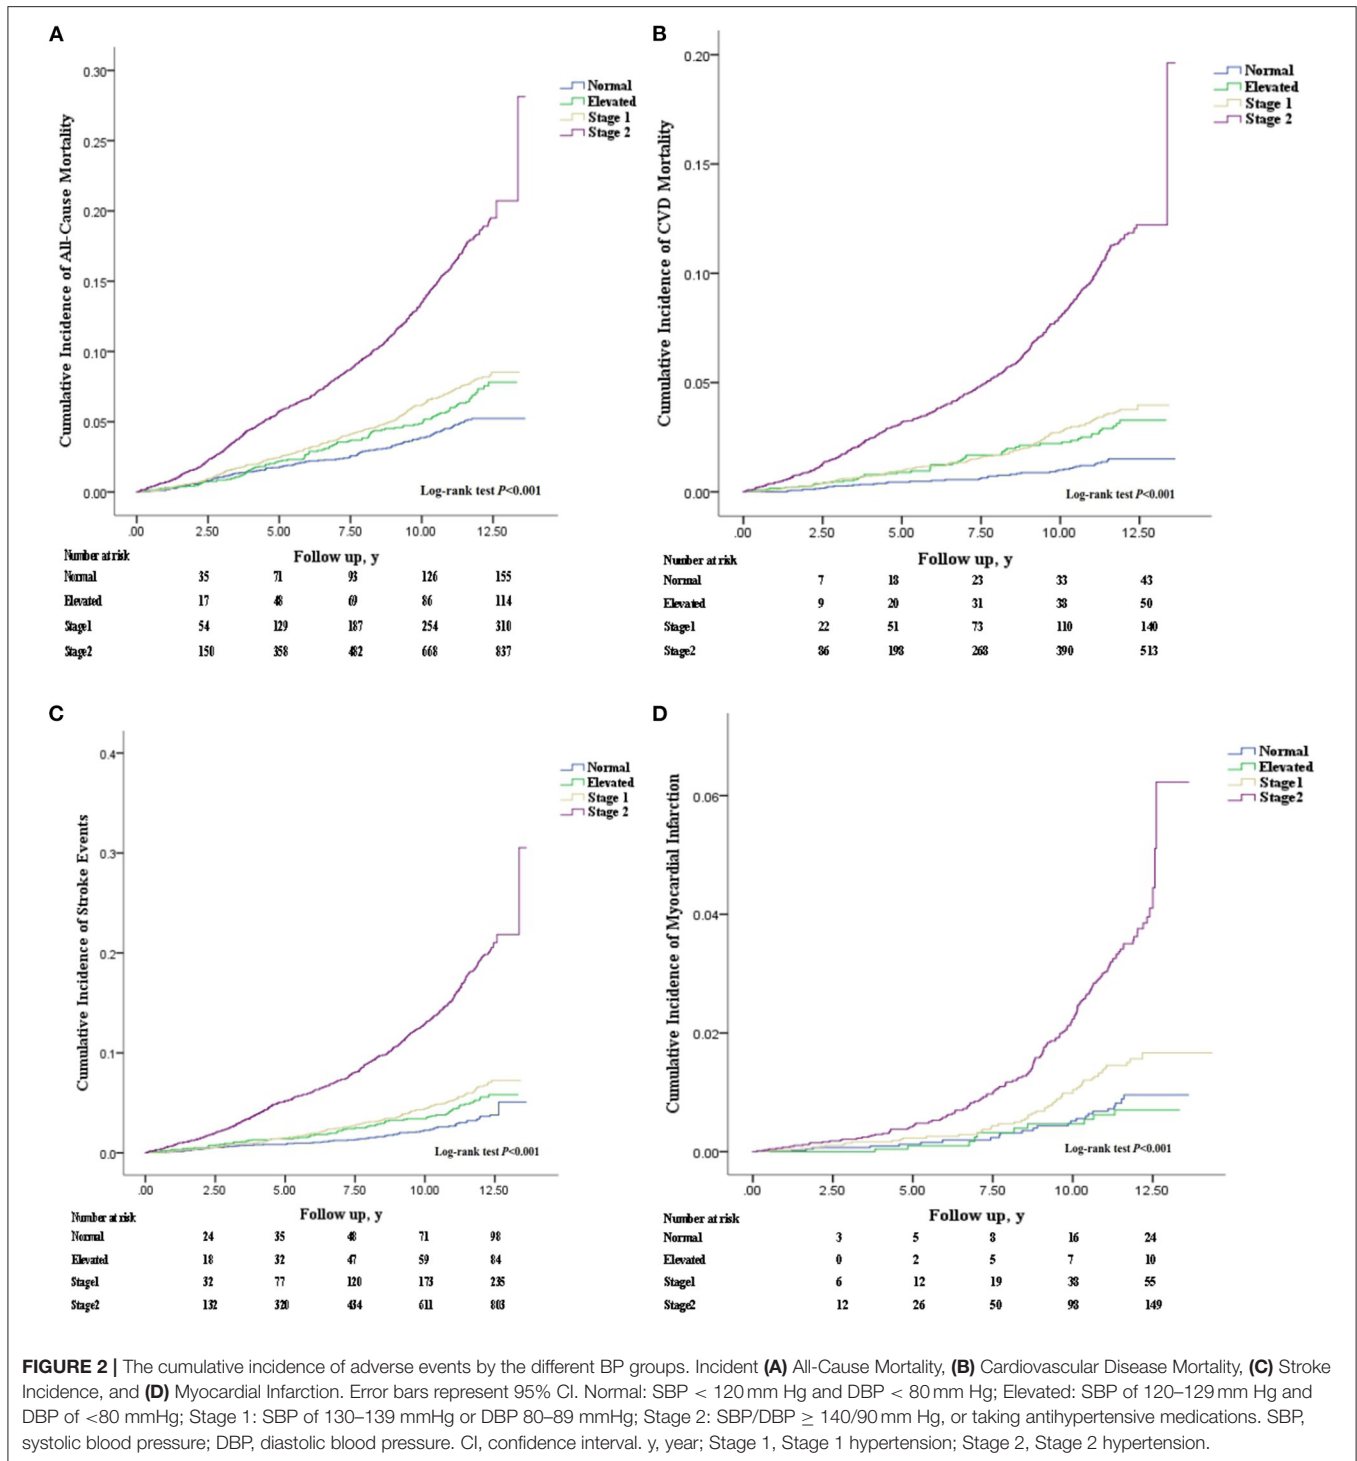 A
Cumulative Incidence of All-Cause Mortality
0.30
0.25
0.20
0.15
0.10
0.05
0.00
Normal
Elevated
Stage 1
Stage 2
Log-rank test P<0.001
.00 2.50 5.00 7.50 10.00 12.50
Number at risk
Follow up, y
Normal 35 71 93 126 155
Elevated 17 48 69 86 114
Stage1 54 129 187 254 310
Stage2 150 358 482 668 837
B
Cumulative Incidence of CVD Mortality
0.20
0.15
0.10
0.05
0.00
Normal
Elevated
Stage 1
Stage 2
Log-rank test P<0.001
.00 2.50 5.00 7.50 10.00 12.50
Number at risk
Follow up, y
Normal 7 18 23 33 43
Elevated 9 20 31 38 50
Stage1 22 51 73 110 140
Stage2 86 198 268 390 513
C
Cumulative Incidence of Stroke Events
0.4
0.3
0.2
0.1
0.0
Normal
Elevated
Stage 1
Stage 2
Log-rank test P<0.001
.00 2.50 5.00 7.50 10.00 12.50
Number at risk
Follow up, y
Normal 24 35 48 71 98
Elevated 18 32 47 59 84
Stage1 32 77 120 173 235
Stage2 132 320 434 611 803
D
Cumulative Incidence of Myocardial Infarction
0.06
0.04
0.02
0.00
Normal
Elevated
Stage1
Stage2
Log-rank test P<0.001
.00 2.50 5.00 7.50 10.00 12.50
Number at risk
Follow up, y
Normal 3 5 8 16 24
Elevated 0 2 5 7 10
Stage1 6 12 19 38 55
Stage2 12 26 50 98 149
FIGURE 2 | The cumulative incidence of adverse events by the different BP groups. Incident (A) All-Cause Mortality, (B) Cardiovascular Disease Mortality, (C) Stroke
Incidence, and (D) Myocardial Infarction. Error bars represent 95% CI. Normal: SBP < 120 mm Hg and DBP < 80 mm Hg; Elevated: SBP of 120–129 mm Hg and
DBP of <80 mmHg; Stage 1: SBP of 130–139 mmHg or DBP 80–89 mmHg; Stage 2: SBP/DBP ≥ 140/90 mm Hg, or taking antihypertensive medications. SBP,
systolic blood pressure; DBP, diastolic blood pressure. CI, confidence interval. y, year; Stage 1, Stage 1 hypertension; Stage 2, Stage 2 hypertension.